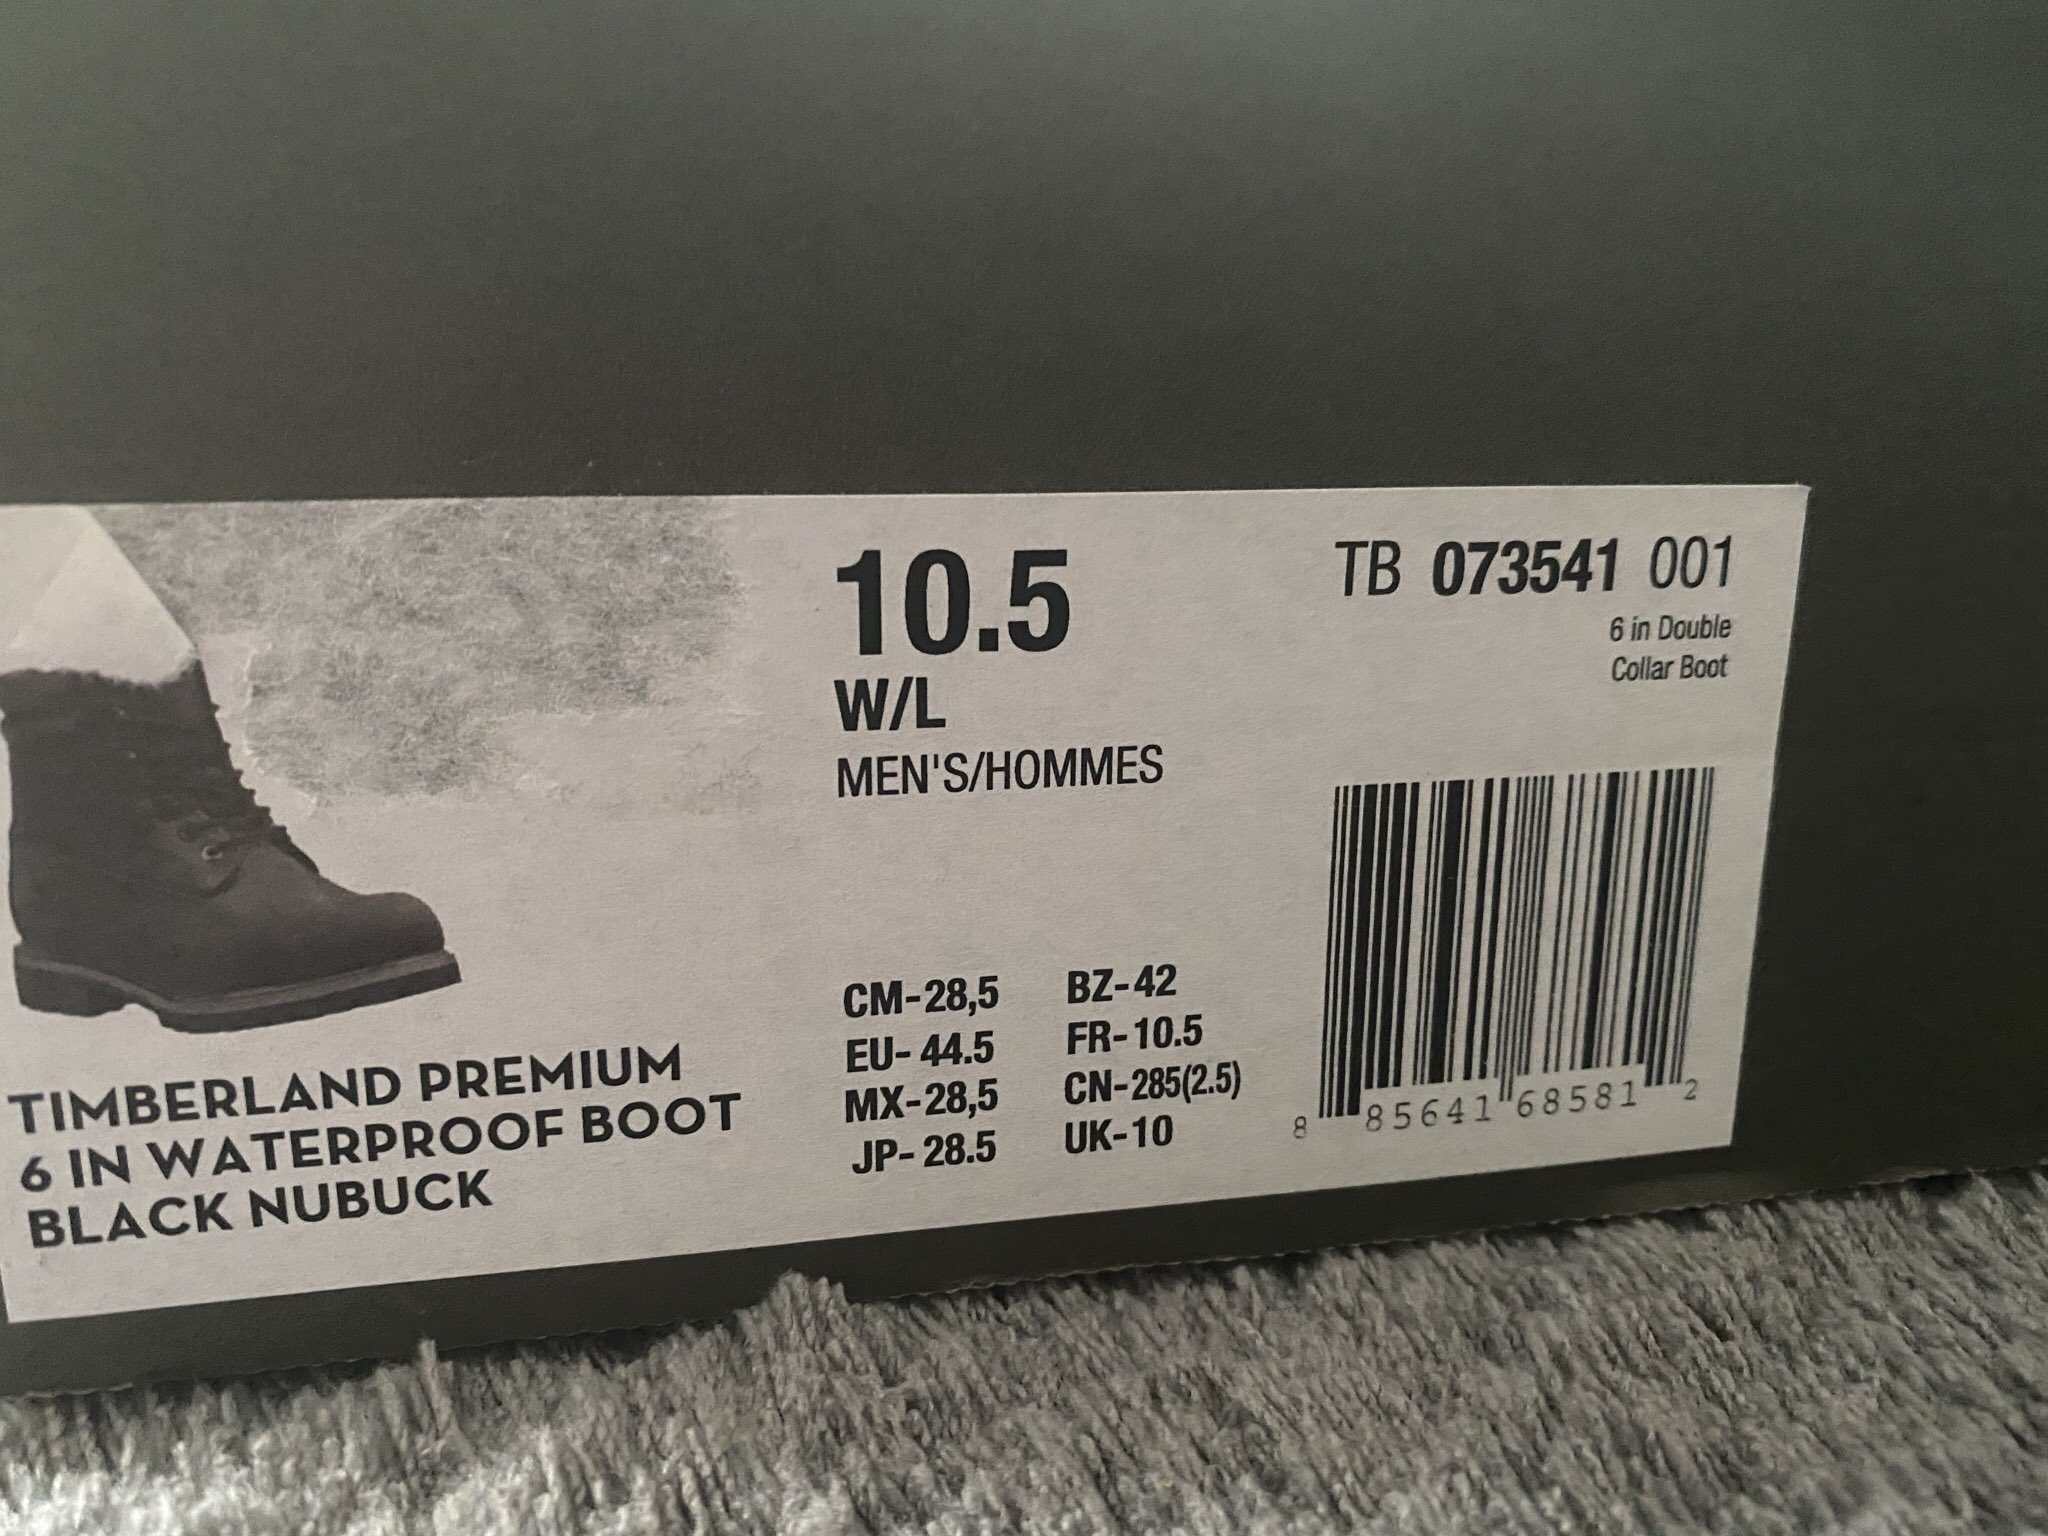 10.5
W/L
MEN'S/HOMMES
TB 073541 001
6 in Double
Collar Boot
TIMBERLAND PREMIUM
6 IN WATERPROOF BOOT
BLACK NUBUCK
CM-28,5
EU- 44.5
MX-28,5
JP- 28.5
BZ-42
FR-10.5
CN-285(2.5)
UK-10
8 85641 68581 2